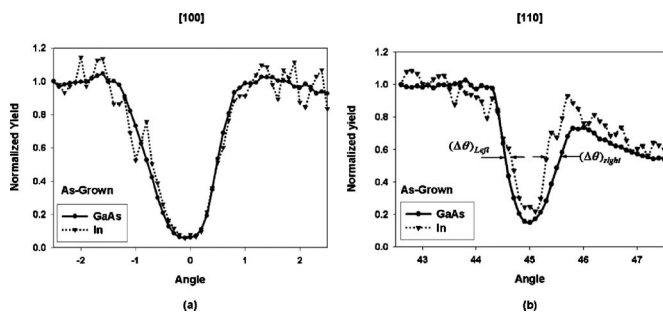 [100]
1.2
1.0
0.8
0.6
0.4
0.2
0.0
Normalized Yield
As-Grown
GaAs
In
-2
-1
0
1
2
Angle
(a)
[110]
1.2
1.0
0.8
0.6
0.4
0.2
0.0
Normalized yield
(Δθ)Left
(Δθ)right
As-Grown
GaAs
In
43
44
45
46
47
Angle
(b)